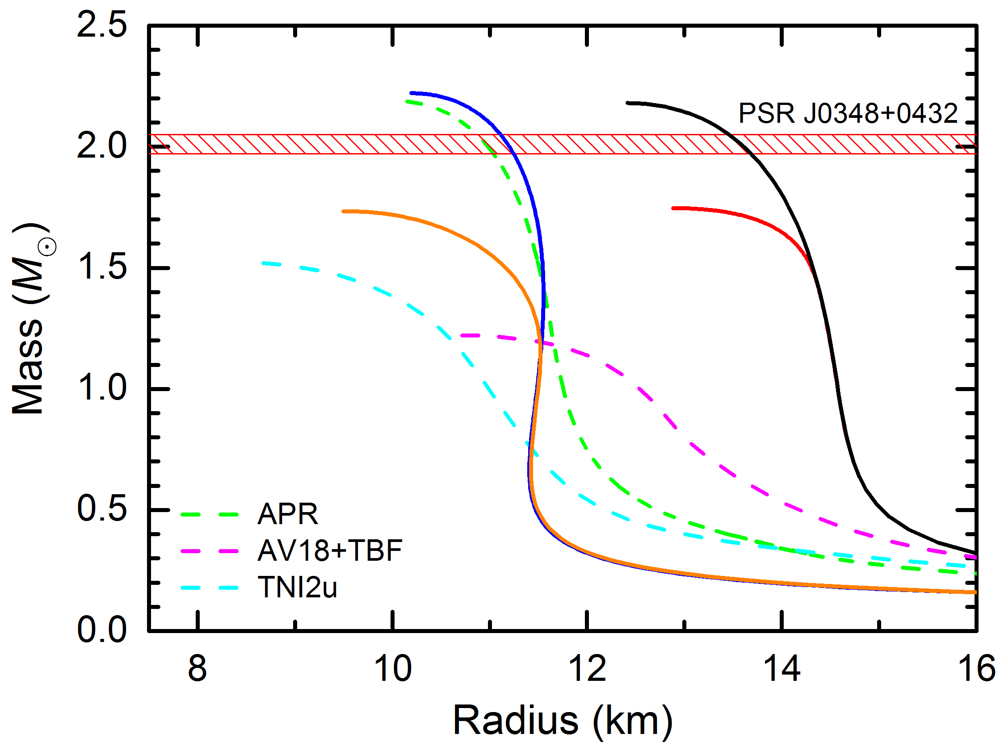 2.5
2.0
1.5
1.0
0.5
0.0
Mass (M☉)
PSR J0348+0432
APR
AV18+TBF
TNI2u
8 10 12 14 16
Radius (km)